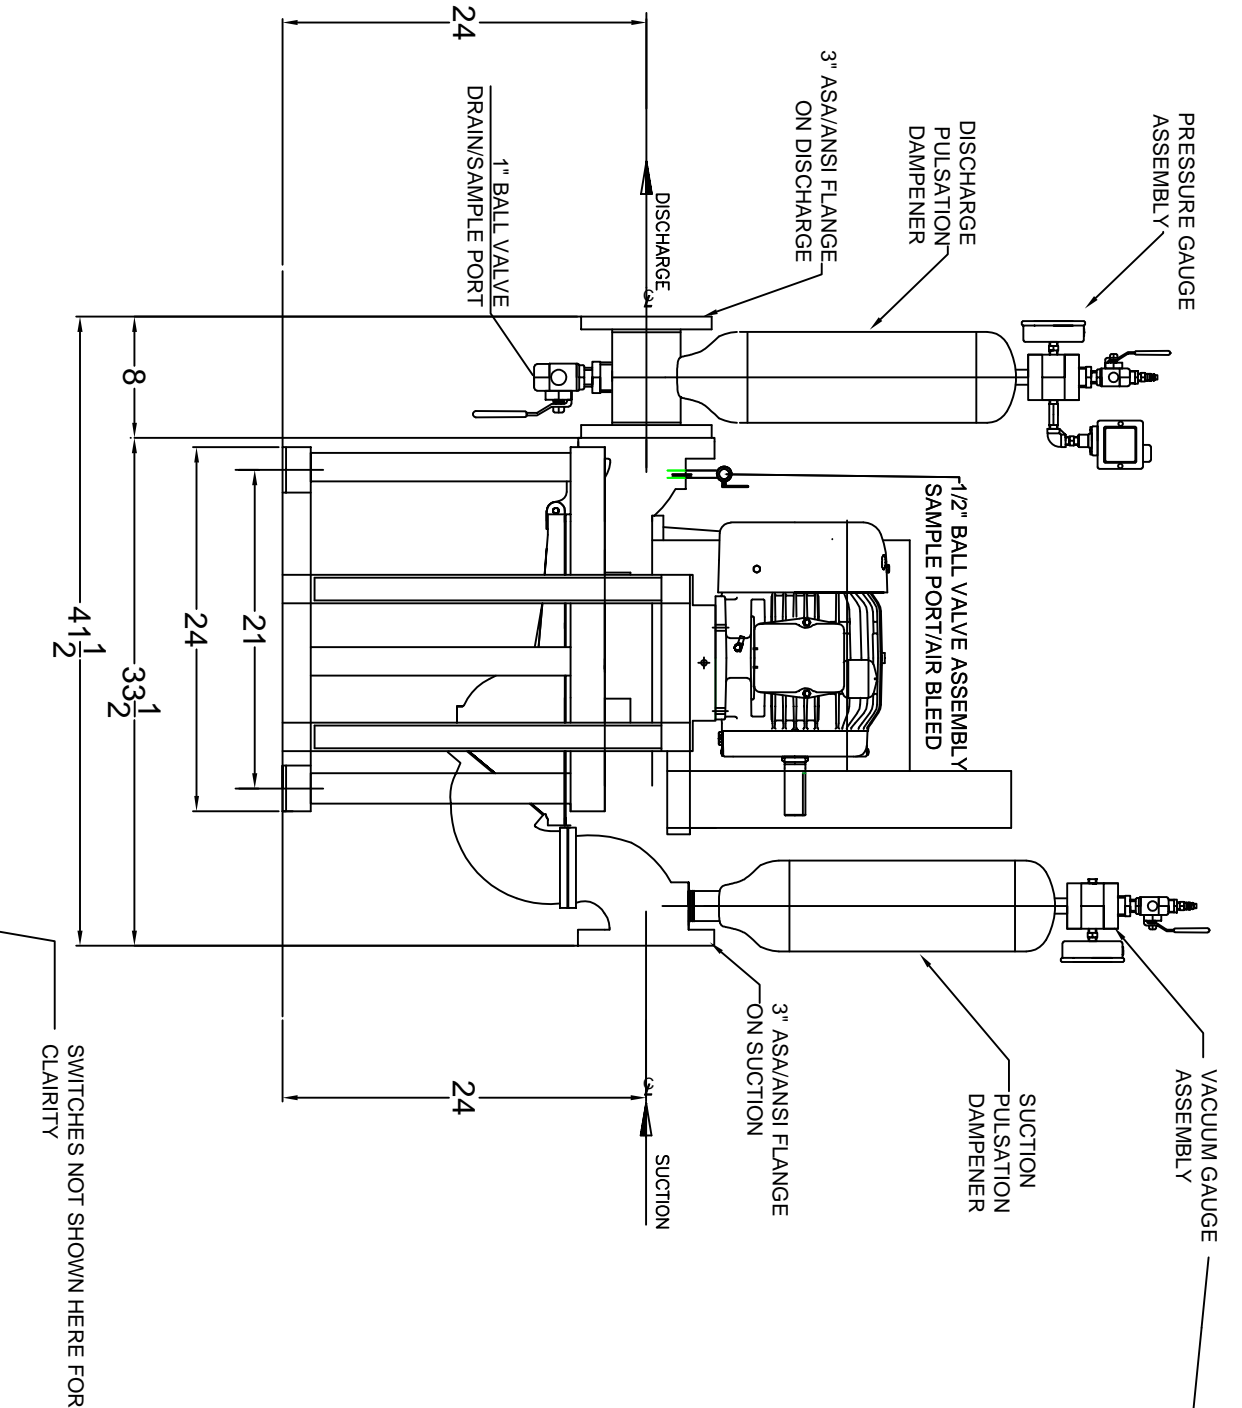 PRESSURE GAUGE
ASSEMBLY
VACUUM GAUGE
ASSEMBLY
DISCHARGE
PULSATION
DAMPENER
SUCTION
PULSATION
DAMPENER
1/2" BALL VALVE ASSEMBLY
SAMPLE PORT/AIR BLEED
3" ASA/ANSI FLANGE
ON DISCHARGE
3" ASA/ANSI FLANGE
ON SUCTION
DISCHARGE
℄
℄
SUCTION
1" BALL VALVE
DRAIN/SAMPLE PORT
24
24
21
24
8
33 1/2
41 1/2
SWITCHES NOT SHOWN HERE FOR
CLAIRITY